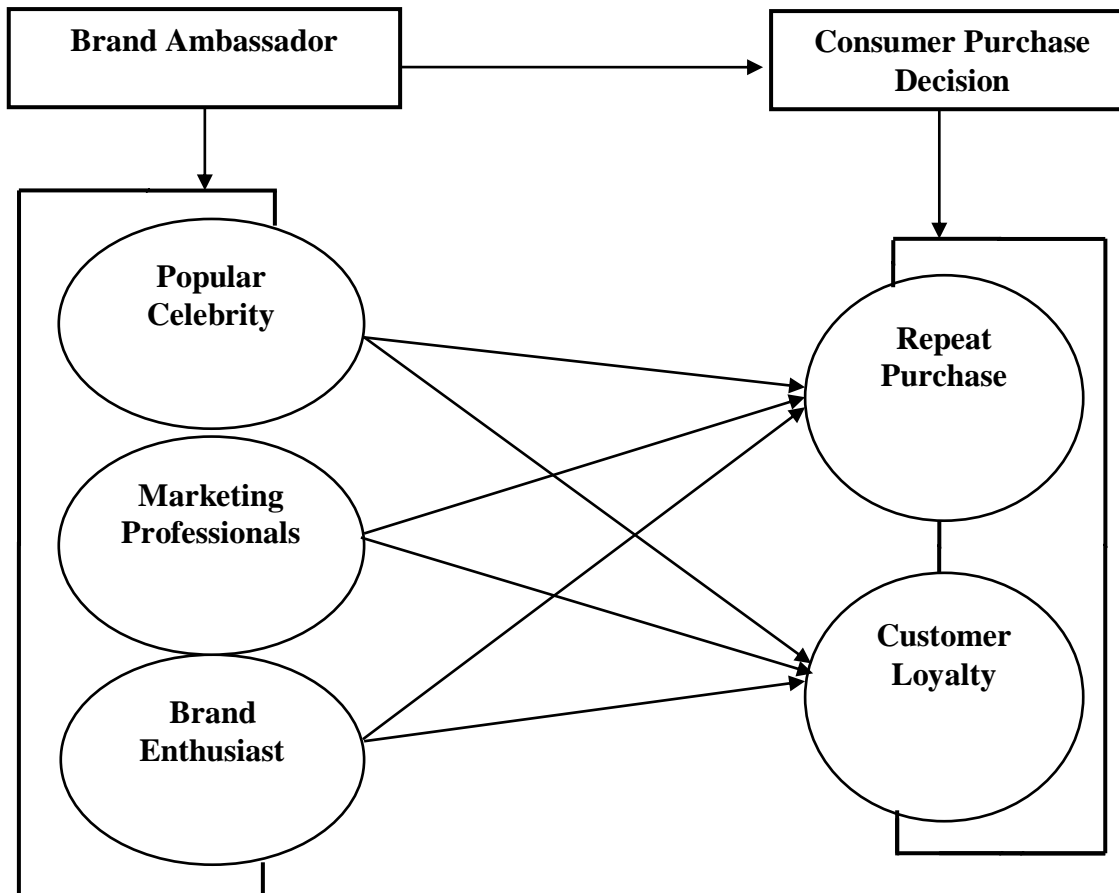 Brand Ambassador
Consumer Purchase
Decision
Popular
Celebrity
Repeat
Purchase
Marketing
Professionals
Customer
Loyalty
Brand
Enthusiast